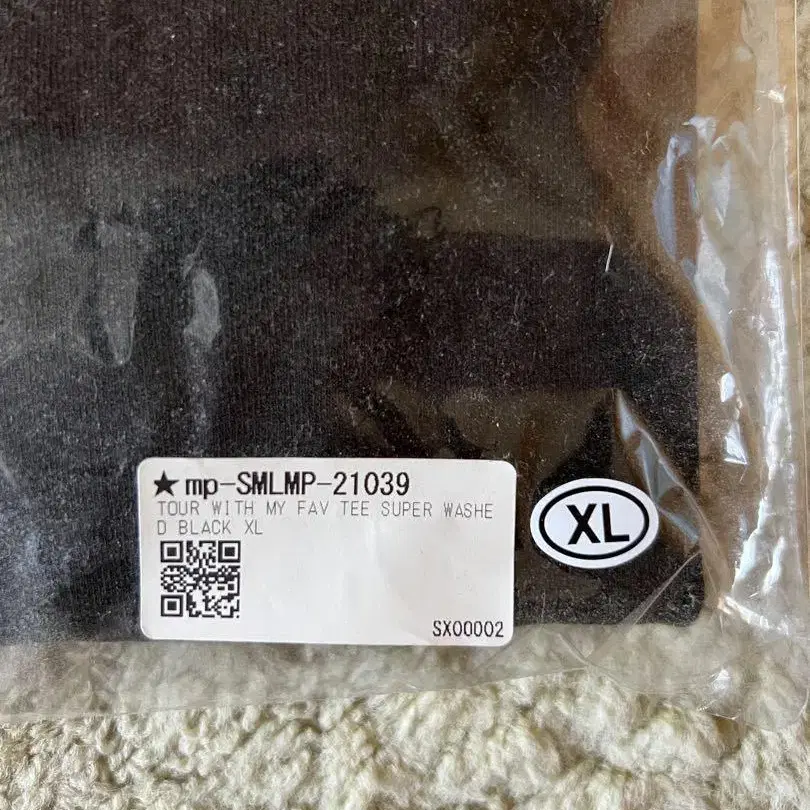 ★mp-SMLMP-21039
TOUR WITH MY FAV TEE SUPER WASHE
D BLACK XL
XL
SX00002